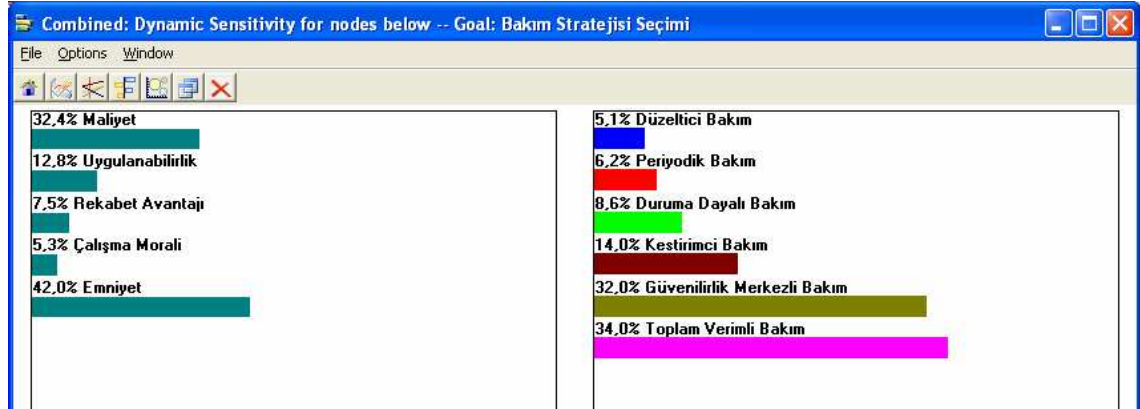 Combined: Dynamic Sensitivity for nodes below -- Goal: Bakım Stratejisi Seçimi
File Options Window
32,4% Maliyet
12,8% Uygulanabilirlik
7,5% Rekabet Avantajı
5,3% Çalışma Morali
42,0% Emniyet
5,1% Düzeltici Bakım
6,2% Periyodik Bakım
8,6% Duruma Dayalı Bakım
14,0% Kestirimci Bakım
32,0% Güvenilirlik Merkezli Bakım
34,0% Toplam Verimli Bakım